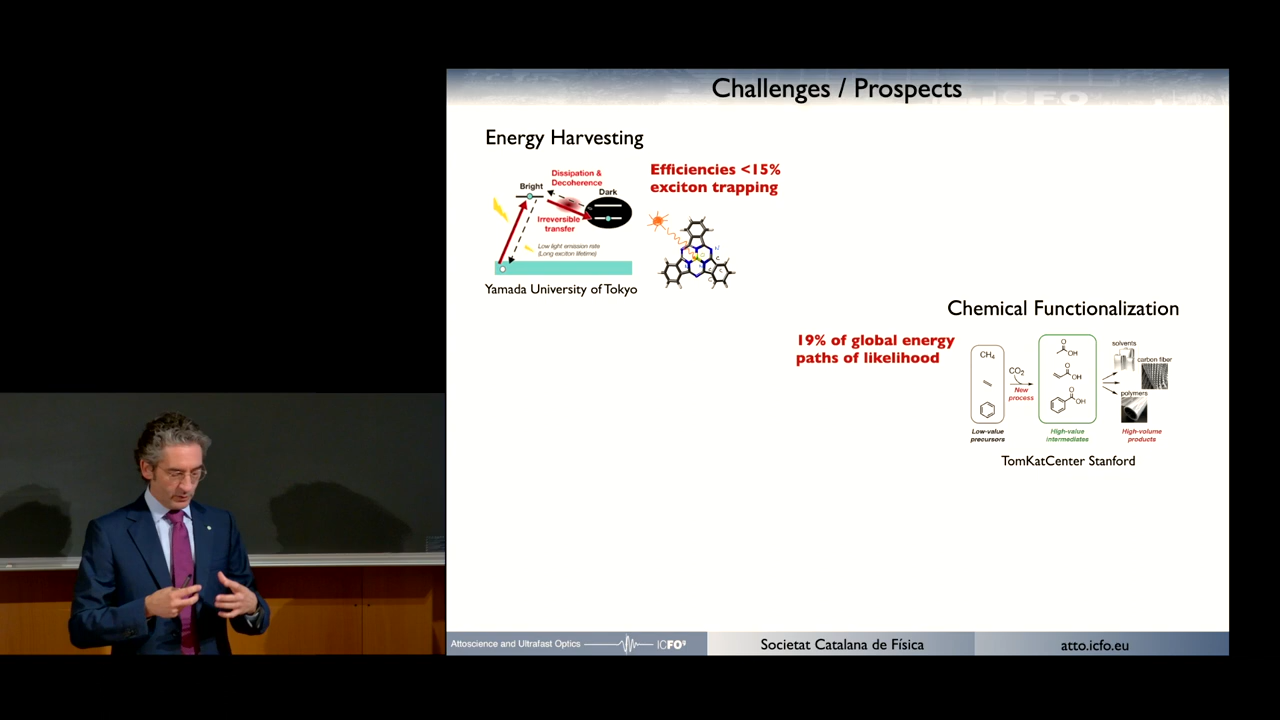 Challenges / Prospects
Energy Harvesting
Dissipation &
Decoherence
Bright
Dark
Irreversible
transfer
Low light emission rate
(Long exciton lifetime)
Yamada University of Tokyo
Efficiencies <15%
exciton trapping
Chemical Functionalization
19% of global energy
paths of likelihood
CH4
CO2
New
process
O
OH
O
OH
O
OH
solvents
carbon fiber
polymers
Low-value
precursors
High-value
intermediates
High-volume
products
TomKatCenter Stanford
Attoscience and Ultrafast Optics
ICFO
Societat Catalana de Física
atto.icfo.eu